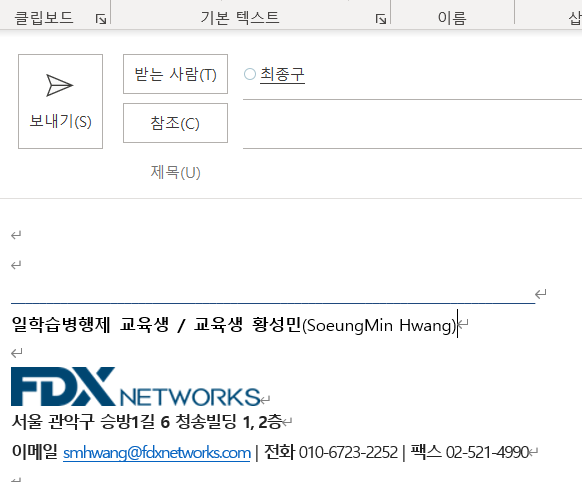 클립보드 기본 텍스트 이름 삽
보내기(S)
받는 사람(T) 최종구
참조(C)
제목(U)
일학습병행제 교육생 / 교육생 황성민(SoeungMin Hwang)
FDX NETWORKS
서울 관악구 승방1길 6 청송빌딩 1, 2층
이메일 smhwang@fdxnetworks.com | 전화 010-6723-2252 | 팩스 02-521-4990